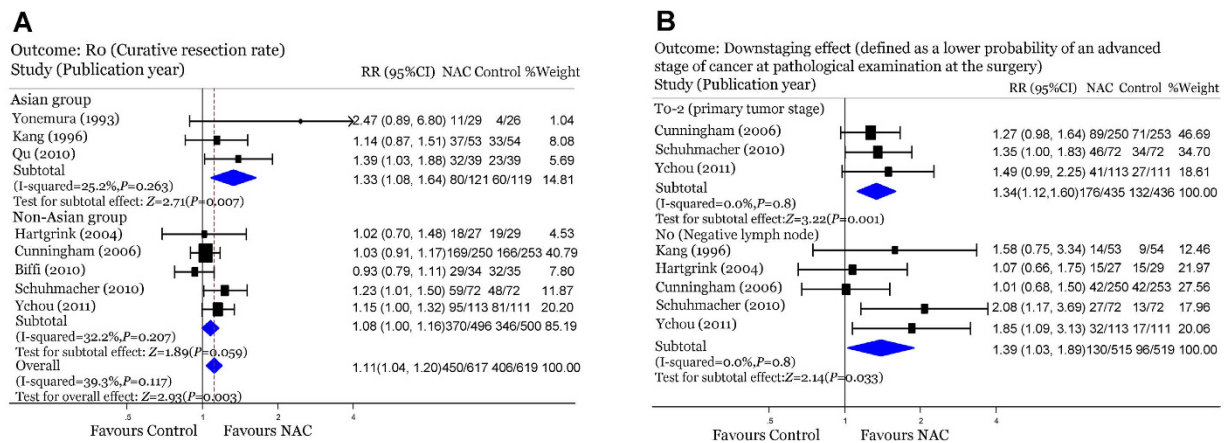 A
Outcome: R0 (Curative resection rate)
Study (Publication year)
RR (95%CI) NAC Control %Weight
Asian group
Yonemura (1993) 2.47 (0.89, 6.80) 11/29 4/26 1.04
Kang (1996) 1.14 (0.87, 1.51) 37/53 33/54 8.08
Qu (2010) 1.39 (1.03, 1.88) 32/39 23/39 5.69
Subtotal 1.33 (1.08, 1.64) 80/121 60/119 14.81
(I-squared=25.2%,P=0.263)
Test for subtotal effect: Z=2.71(P=0.007)
Non-Asian group
Hartgrink (2004) 1.02 (0.70, 1.48) 18/27 19/29 4.53
Cunningham (2006) 1.03 (0.91, 1.17) 169/250 166/253 40.79
Biffi (2010) 0.93 (0.79, 1.11) 29/34 32/35 7.80
Schuhmacher (2010) 1.23 (1.01, 1.50) 59/72 48/72 11.87
Ychou (2011) 1.15 (1.00, 1.32) 95/113 81/111 20.20
Subtotal 1.08 (1.00, 1.16) 370/496 346/500 85.19
(I-squared=32.2%,P=0.207)
Test for subtotal effect: Z=1.89(P=0.059)
Overall 1.11(1.04, 1.20) 450/617 406/619 100.00
(I-squared=39.3%,P=0.117)
Test for overall effect: Z=2.93(P=0.003)
.5 1 2 4
Favours Control Favours NAC
B
Outcome: Downstaging effect (defined as a lower probability of an advanced
stage of cancer at pathological examination at the surgery)
Study (Publication year)
RR (95%CI) NAC Control %Weight
T0-2 (primary tumor stage)
Cunningham (2006) 1.27 (0.98, 1.64) 89/250 71/253 46.69
Schuhmacher (2010) 1.35 (1.00, 1.83) 46/72 34/72 34.70
Ychou (2011) 1.49 (0.99, 2.25) 41/113 27/111 18.61
Subtotal 1.34(1.12,1.60) 176/435 132/436 100.00
(I-squared=0.0%,P=0.8)
Test for subtotal effect:Z=3.22(P=0.001)
N0 (Negative lymph node)
Kang (1996) 1.58 (0.75, 3.34) 14/53 9/54 12.46
Hartgrink (2004) 1.07 (0.66, 1.75) 15/27 15/29 21.97
Cunningham (2006) 1.01 (0.68, 1.50) 42/250 42/253 27.56
Schuhmacher (2010) 2.08 (1.17, 3.69) 27/72 13/72 17.96
Ychou (2011) 1.85 (1.09, 3.13) 32/113 17/111 20.06
Subtotal 1.39 (1.03, 1.89) 130/515 96/519 100.00
(I-squared=0.0%,P=0.8)
Test for subtotal effect:Z=2.14(P=0.033)
.5 1 2 4
Favours Control Favours NAC